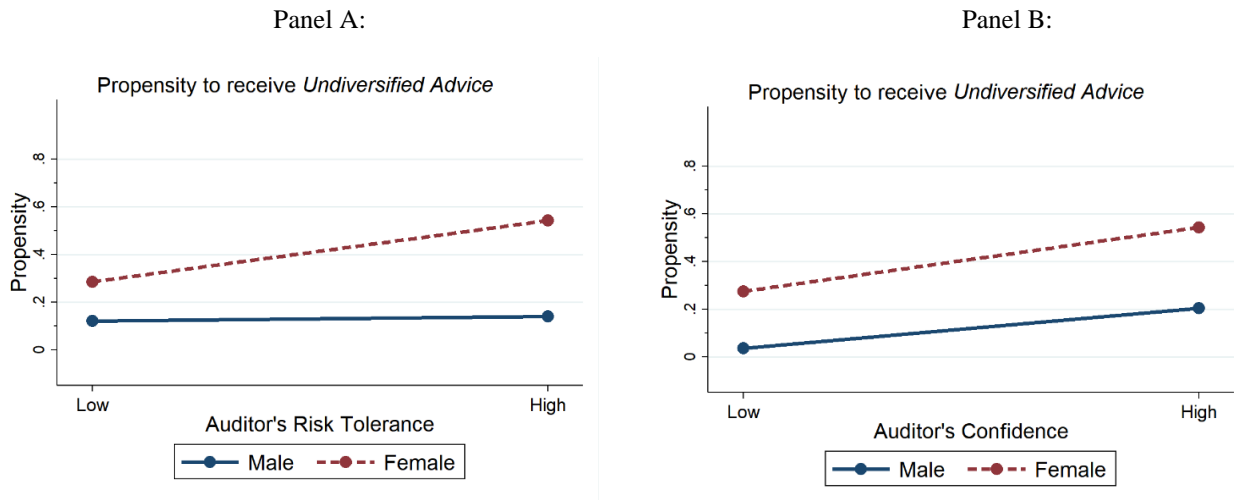 Panel A:
Propensity to receive Undiversified Advice
Propensity
.8
.6
.4
.2
0
Low
High
Auditor's Risk Tolerance
Male
Female
Panel B:
Propensity to receive Undiversified Advice
Propensity
.8
.6
.4
.2
0
Low
High
Auditor's Confidence
Male
Female